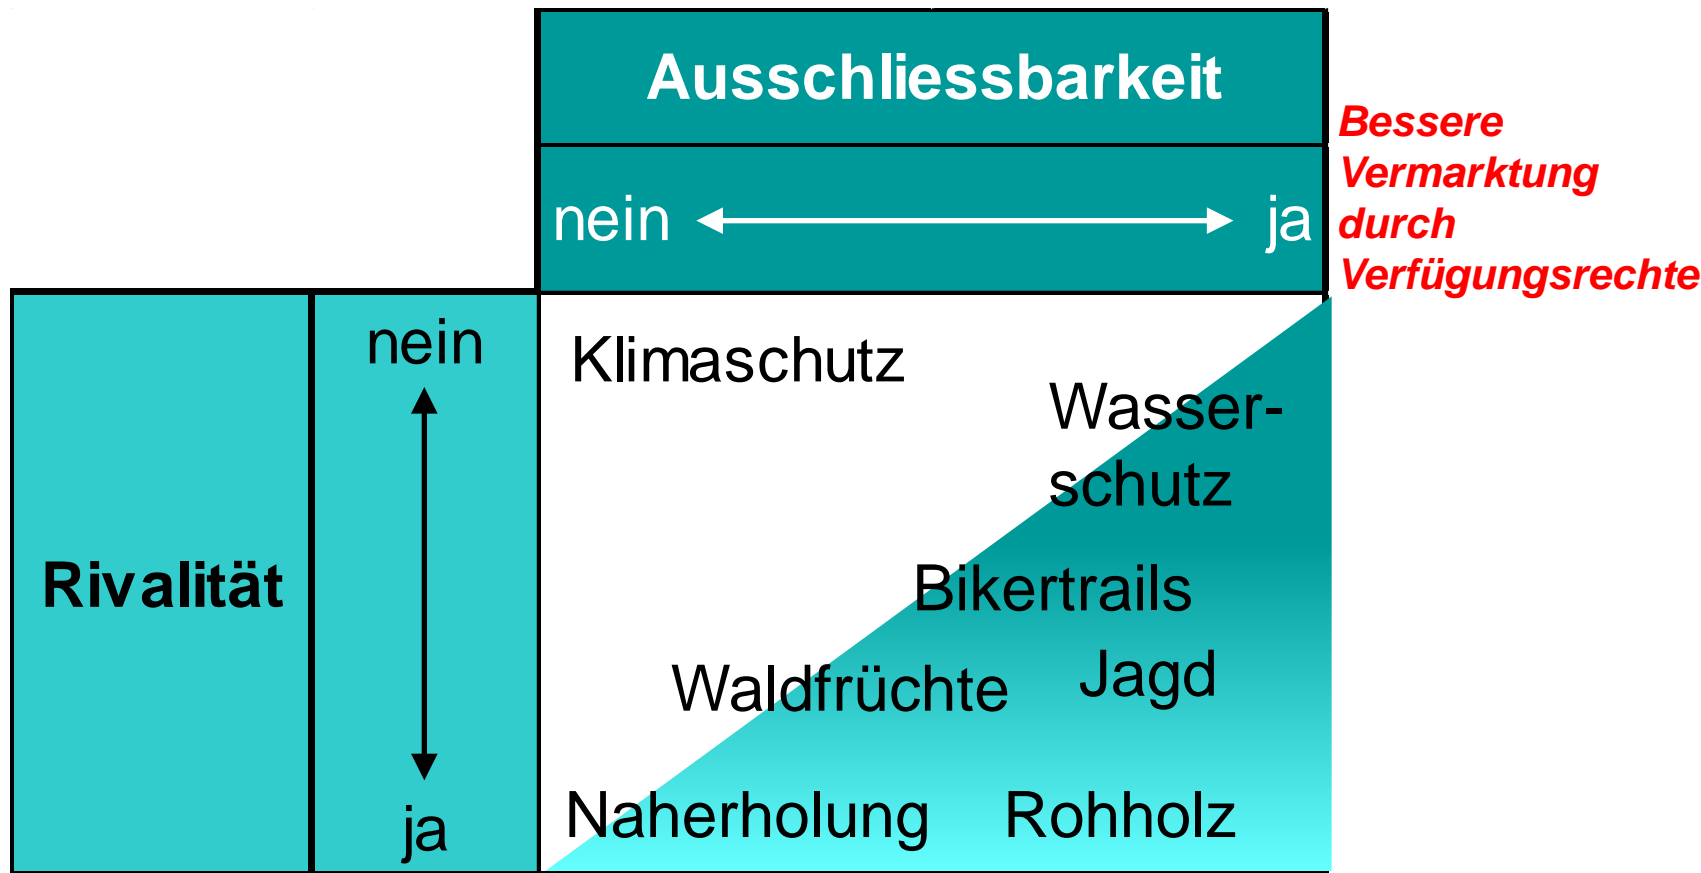 Ausschliessbarkeit
nein ja
Bessere
Vermarktung
durch
Verfügungsrechte
Rivalität
nein
ja
Klimaschutz
Wasser-
schutz
Bikertrails
Waldfrüchte Jagd
Naherholung Rohholz